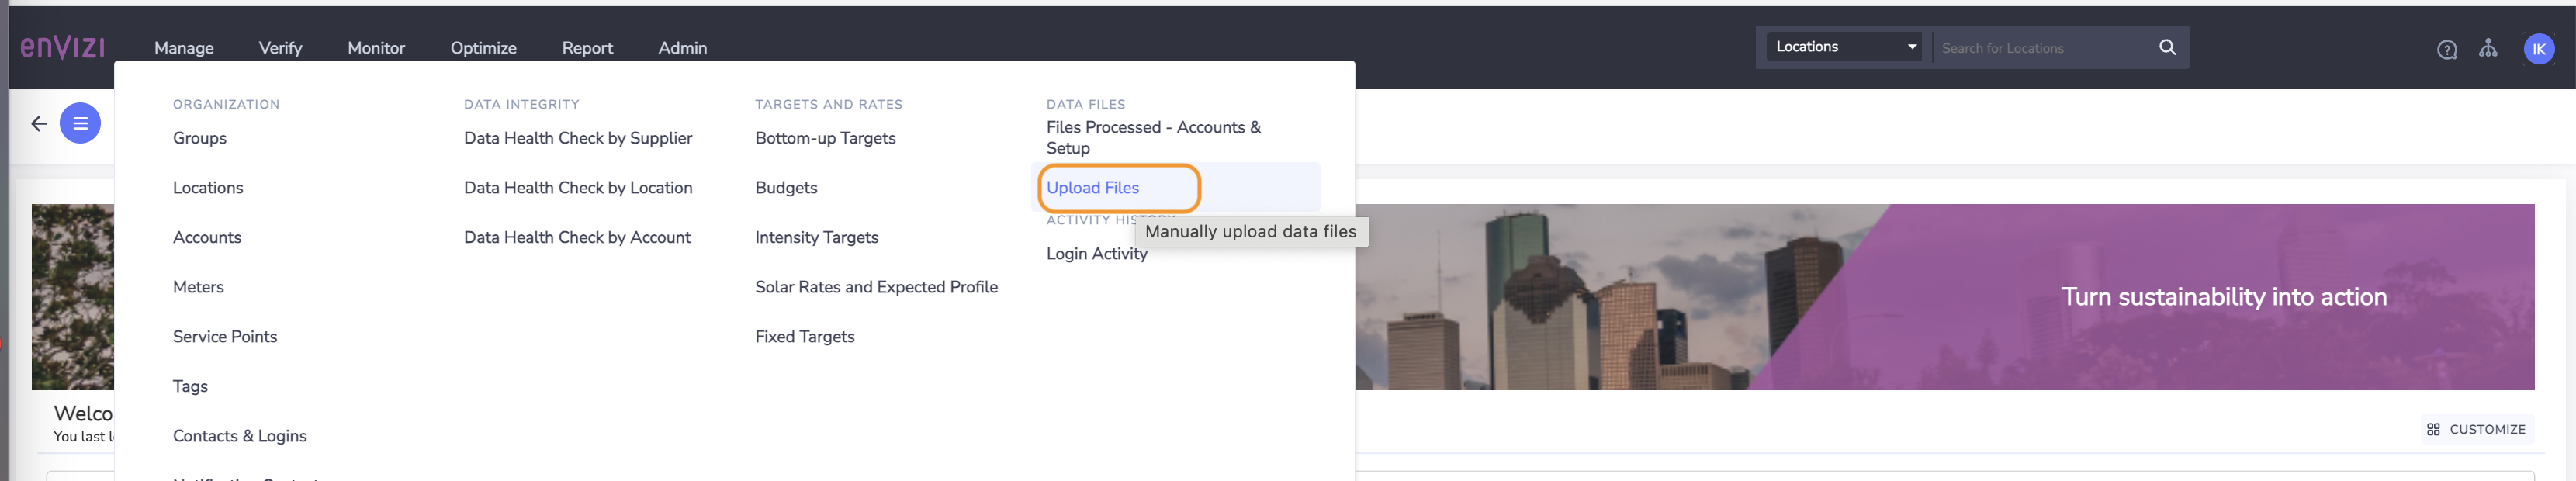 enVIZI
Manage Verify Monitor Optimize Report Admin
Locations
Search for Locations
IK
ORGANIZATION
Groups
Locations
Accounts
Meters
Service Points
Tags
Contacts & Logins
DATA INTEGRITY
Data Health Check by Supplier
Data Health Check by Location
Data Health Check by Account
TARGETS AND RATES
Bottom-up Targets
Budgets
Intensity Targets
Solar Rates and Expected Profile
Fixed Targets
DATA FILES
Files Processed - Accounts &
Setup
Upload Files
ACTIVITY HISTORY
Manually upload data files
Login Activity
Turn sustainability into action
Welco
You last l
CUSTOMIZE